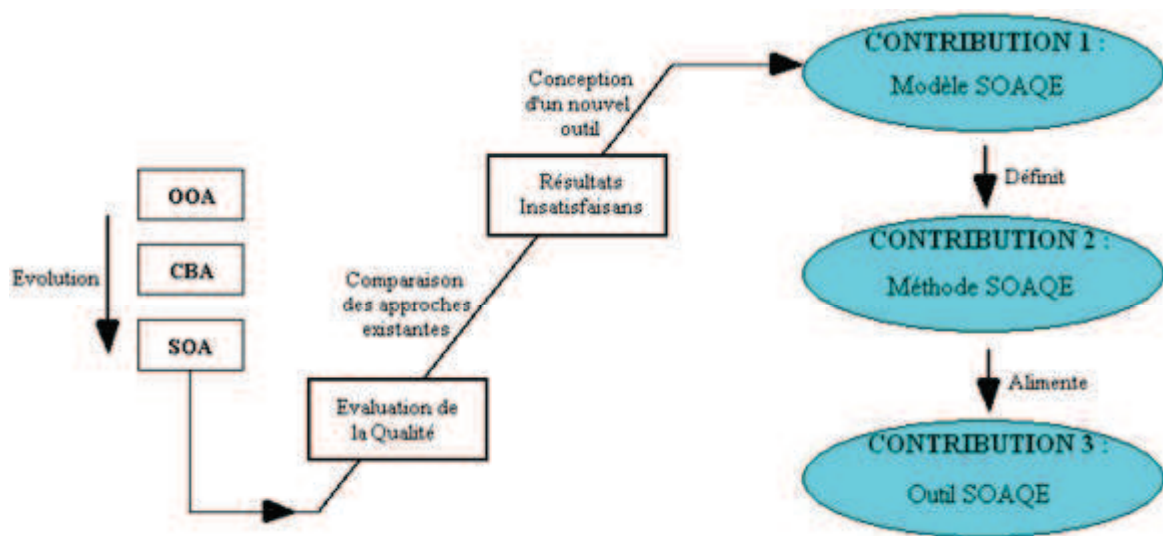 OOA
Evolution
CBA
SOA
Evaluation de
la Qualité
Comparaison
des approches
existantes
Résultats
Insatisfaisans
Conception
d'un nouvel
outil
CONTRIBUTION 1 :
Modèle SOAQE
Définit
CONTRIBUTION 2 :
Méthode SOAQE
Alimente
CONTRIBUTION 3 :
Outil SOAQE